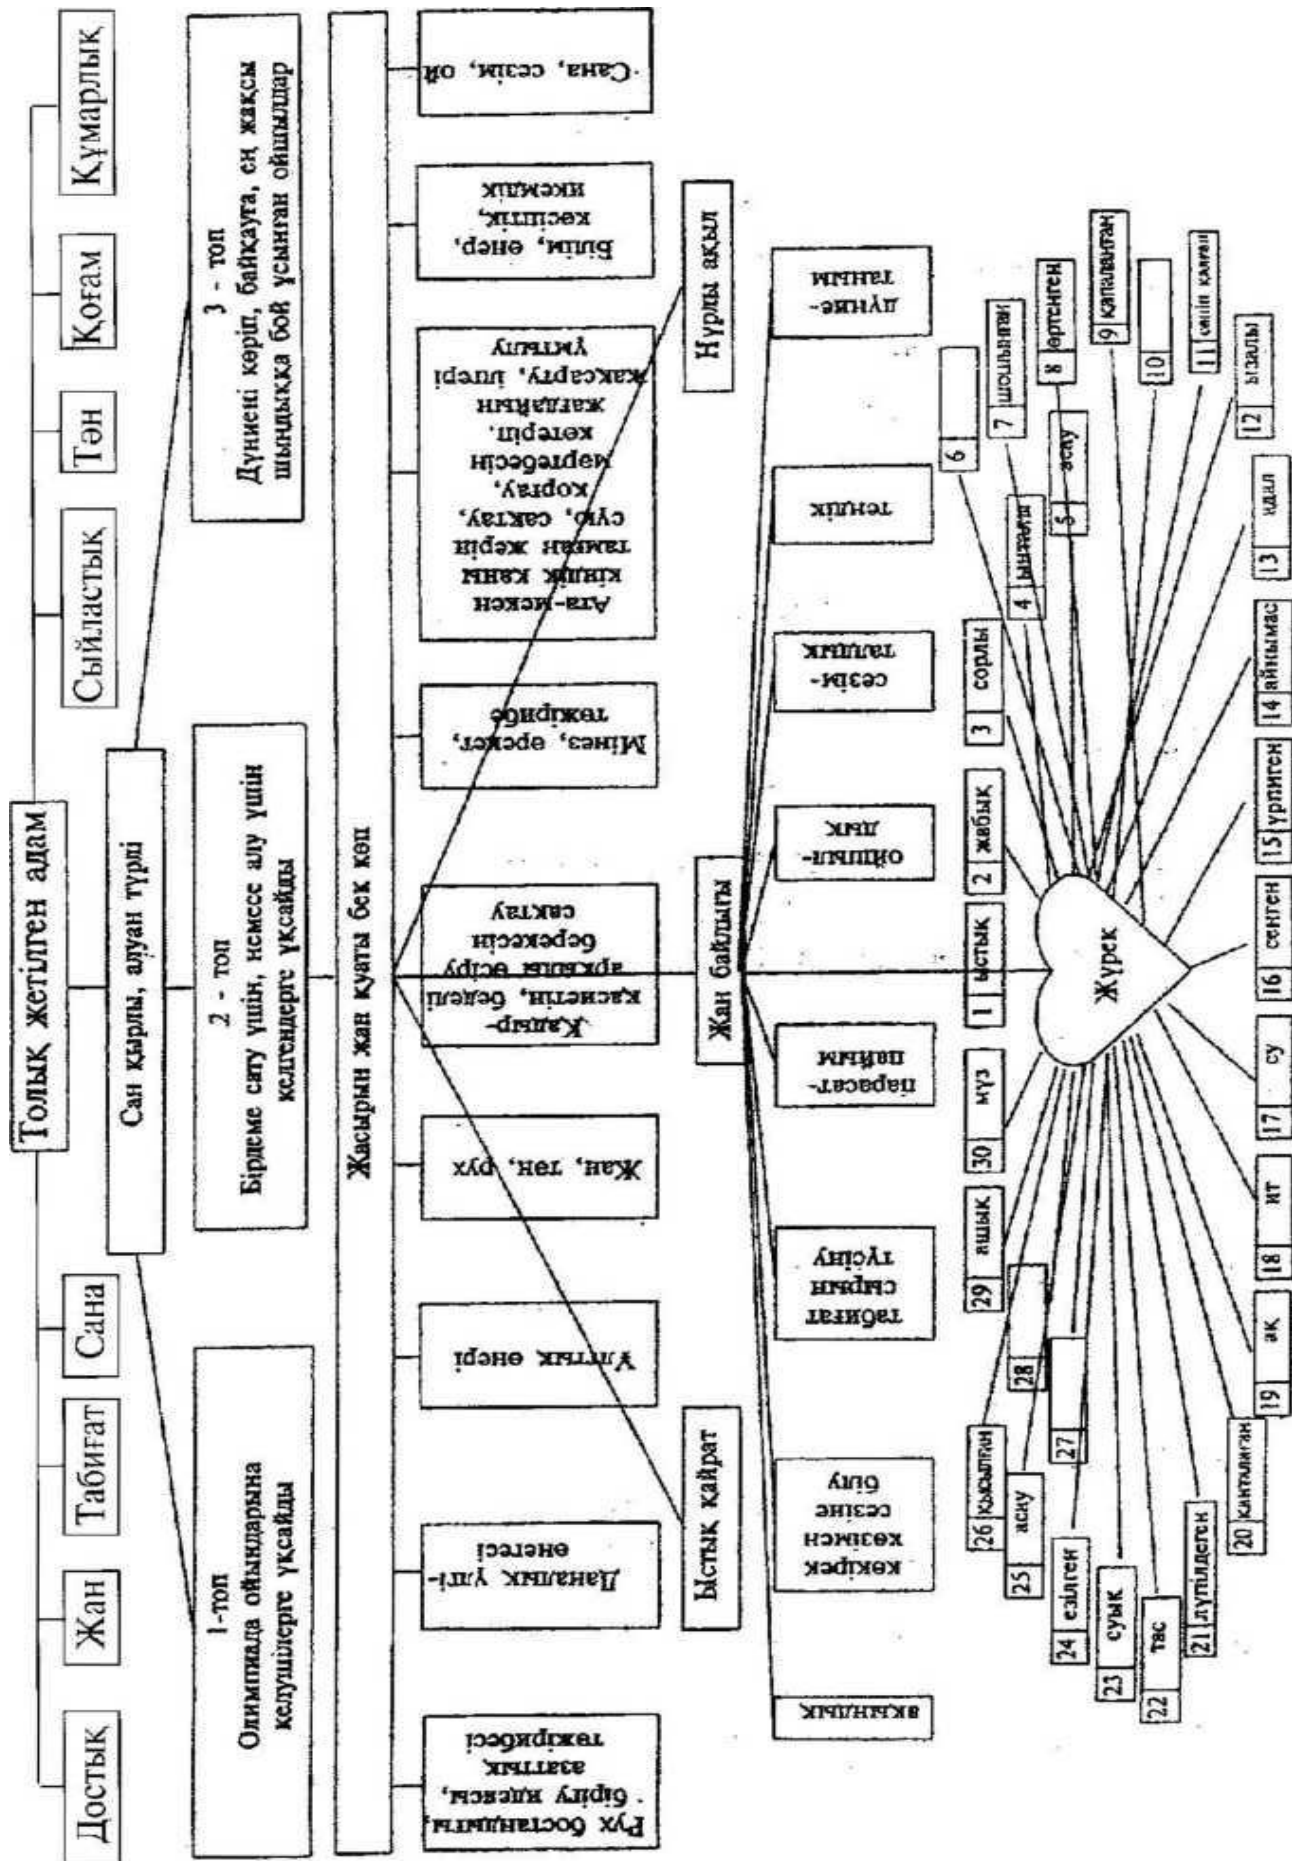 Толық жетілген адам
Достық
Жан
Табиғат
Сана
Сыйластық
Тән
Қоғам
Құмарлық
Сан қырлы, алуан түрлі
1-топ
Олимпиада ойындарына
келушілерге ұқсайды
2 - топ
Бірдеме сату үшін, немесе алу үшін
келгендерге ұқсайды
3 - топ
Дүниені көріп, байқауға, ең жақсы
шындыққа бой ұсынған ойшылдар
Жасырын жан қуаты бек көп
Рух бостандығы,
бірігу идеясы,
азаттық
тәжірибесі
Даналық үлгі-
өнегесі
Ұлттық өнері
Жан, тән, рух
Қадыр-
қасиетін, беделі
арқылы өсіру
берекесін
сақтау
Мінез, әрекет,
тәжірибе
Ата-мекен
кіндік қаны
тамған жерін
сүю, сақтау,
қорғау,
мәртебесін
көтеріп.
жағдайын
жақсарту, ілгері
ұмтылу
Білім, өнер,
кәсіптік,
икемдік
Сана, сезім, ой
Ыстық қайрат
Жан байлығы
Нұрлы ақыл
ақындық
көкірек
көзімен
сезіне
білу
табиғат
сырын
түсіну
парасат-
пайым
ойшыл-
дық
сезім-
талдық
теңдік
дүние-
таным
Жүрек
1 ыстық
2 жабық
3 сорлы
4 ынталы
5 асау
6
7 шошынған
8 өртенген
9 қапаланған
10
11 сөніп қалған
12 ызалы
13 адал
14 айнымас
15 үрпиген
16 сенген
17 су
18 ит
19 ақ
20 қанталаған
21 лүпілдеген
22 тас
23 суық
24 езілген
25 асау
26 қысылған
27
28
29 ашық
30 мұз